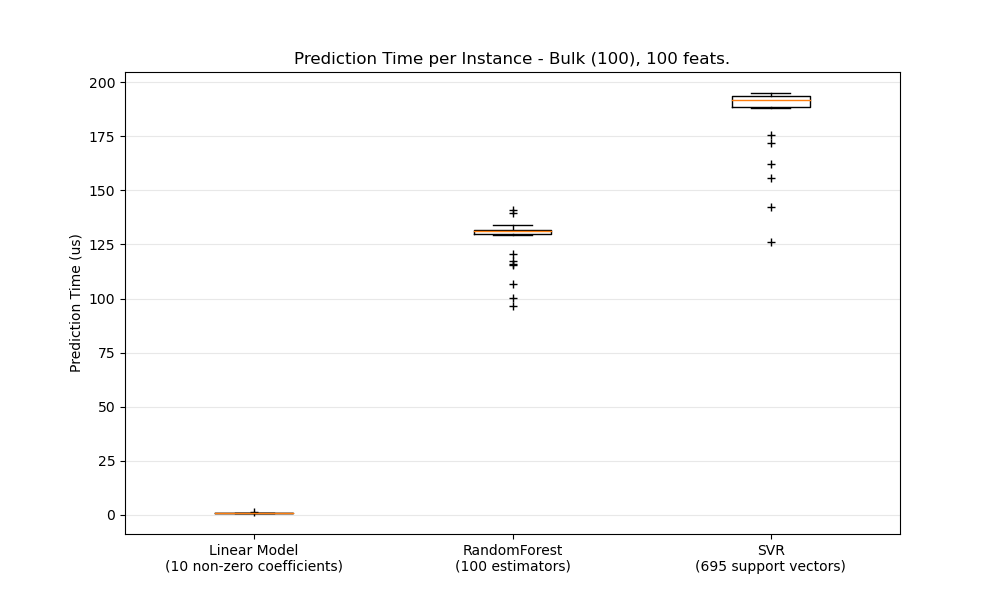 Prediction Time per Instance - Bulk (100), 100 feats.
200
175
150
125
100
75
50
25
0
Prediction Time (us)
Linear Model
(10 non-zero coefficients)
RandomForest
(100 estimators)
SVR
(695 support vectors)